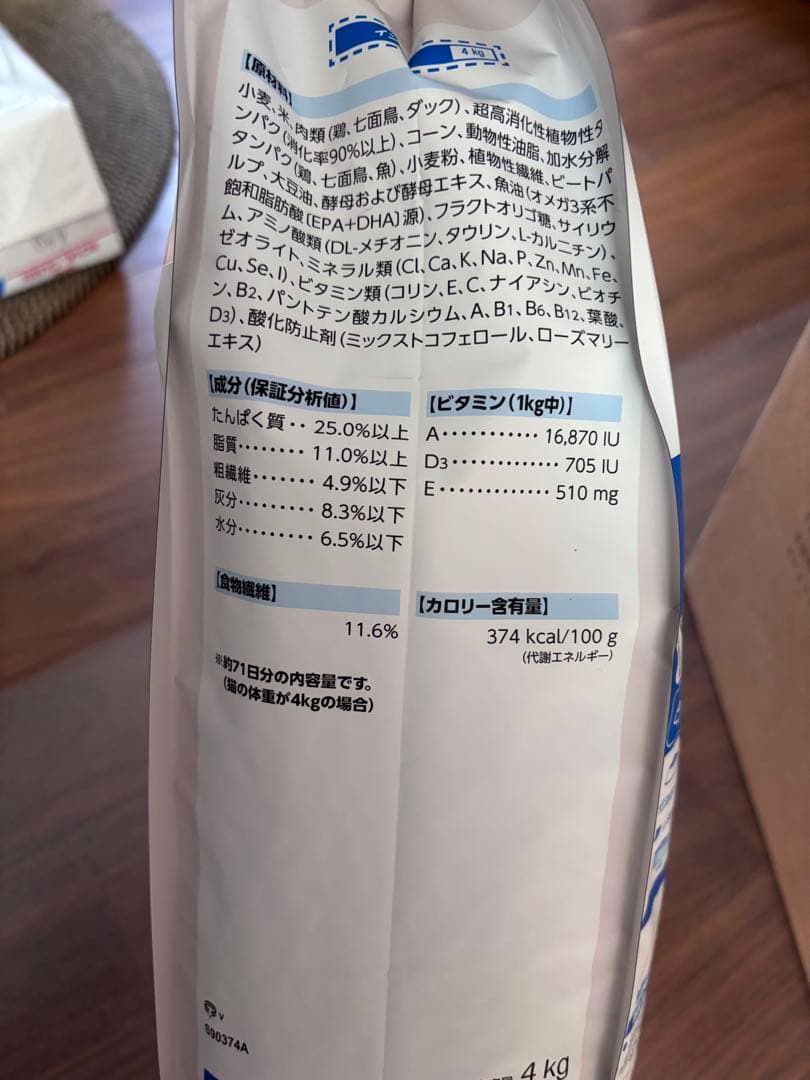 4 kg
【原材料】
小麦、米、肉類(鶏、七面鳥、ダック)、超高消化性植物性タ
ンパク(消化率90%以上)、コーン、動物性油脂、加水分解
タンパク(鶏、七面鳥、魚)、小麦粉、植物性繊維、ビートパ
ルプ、大豆油、酵母および酵母エキス、魚油(オメガ3系不
飽和脂肪酸〔EPA+DHA〕源)、フラクトオリゴ糖、サイリウ
ム、アミノ酸類(DL-メチオニン、タウリン、L-カルニチン)、
ゼオライト、ミネラル類(Cl、Ca、K、Na、P、Zn、Mn、Fe、
Cu、Se、I)、ビタミン類(コリン、E、C、ナイアシン、ビオチ
ン、B2、パントテン酸カルシウム、A、B1、B6、B12、葉酸、
D3)、酸化防止剤(ミックストコフェロール、ローズマリー
エキス)
【成分(保証分析値)】
たんぱく質‥ 25.0%以上
脂質‥‥‥‥ 11.0%以上
粗繊維‥‥‥‥ 4.9%以下
灰分‥‥‥‥‥ 8.3%以下
水分‥‥‥‥‥ 6.5%以下
【ビタミン(1kg中)】
A‥‥‥‥‥‥ 16,870 IU
D3‥‥‥‥‥‥‥ 705 IU
E‥‥‥‥‥‥‥ 510 mg
【食物繊維】
11.6%
【カロリー含有量】
374 kcal/100 g
(代謝エネルギー)
※約71日分の内容量です。
(猫の体重が4kgの場合)
V
690374A
4 kg